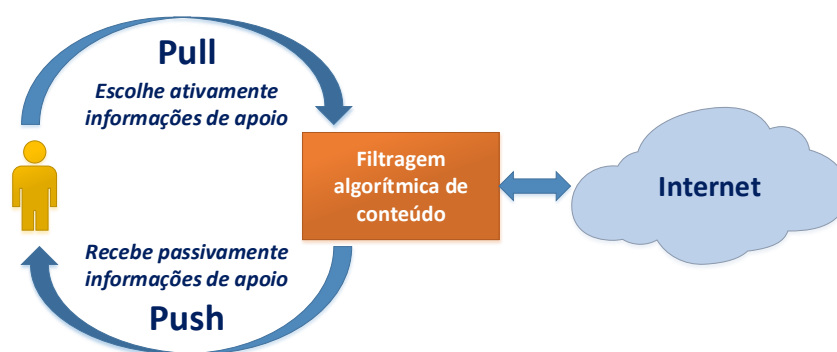 Pull
Escolhe ativamente
informações de apoio
Filtragem
algorítmica de
conteúdo
Internet
Recebe passivamente
informações de apoio
Push